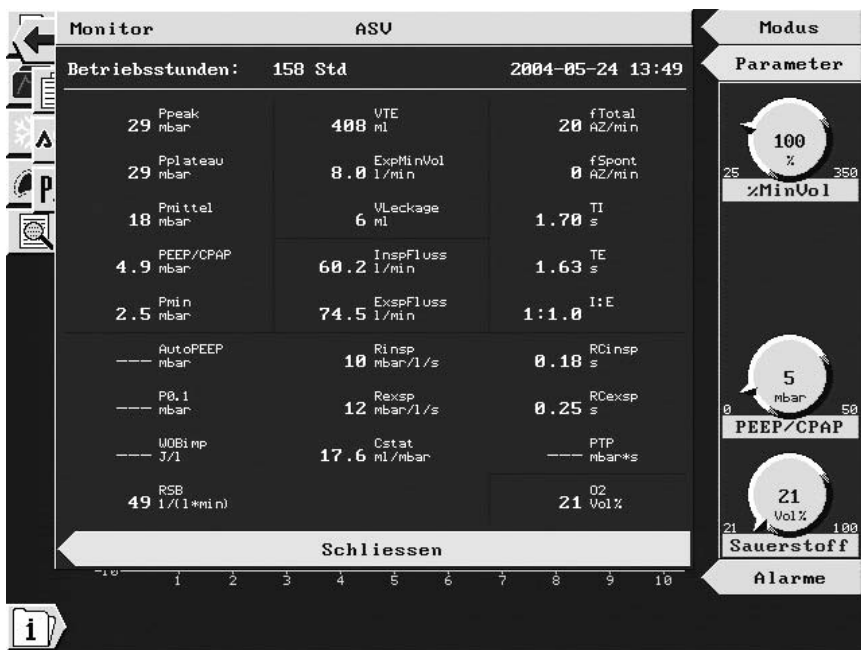 Monitor ASV
Betriebsstunden: 158 Std 2004-05-24 13:49
29 Ppeak mbar
408 VTE ml
20 fTotal AZ/min
29 Pplateau mbar
8.0 ExpMinVol l/min
0 fSpont AZ/min
18 Pmittel mbar
6 VLeckage ml
1.70 TI s
4.9 PEEP/CPAP mbar
60.2 InspFluss l/min
1.63 TE s
2.5 Pmin mbar
74.5 ExspFluss l/min
1:1.0 I:E
--- AutoPEEP mbar
10 Rinsp mbar/l/s
0.18 RCinsp s
--- P0.1 mbar
12 Rexsp mbar/l/s
0.25 RCexsp s
--- WOBimp J/l
17.6 Cstat ml/mbar
--- PTP mbar*s
49 RSB 1/(l*min)
21 O2 Vol%
Schliessen
-10 1 2 3 4 5 6 7 8 9 10
P
i
Modus
Parameter
100
%
25 350
%MinVol
5
mbar
0 50
PEEP/CPAP
21
Vol%
21 100
Sauerstoff
Alarme